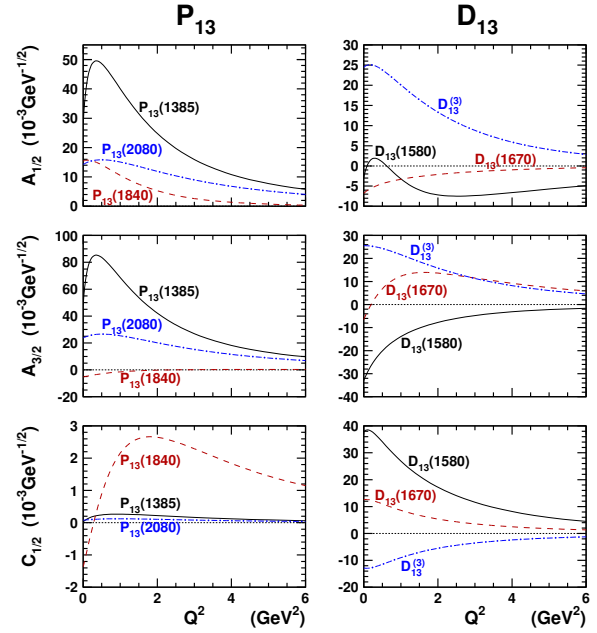 P13 D13
A1/2 (10-3GeV-1/2)
60
50
40
30
20
10
0
P13(1385)
P13(2080)
P13(1840)
30
25
20
15
10
5
0
-5
-10
D13(3)
D13(1580)
D13(1670)
A3/2 (10-3GeV-1/2)
100
80
60
40
20
0
-20
P13(1385)
P13(2080)
P13(1840)
30
20
10
0
-10
20
30
40
D13(3)
D13(1670)
D13(1580)
C1/2 (10-3GeV-1/2)
3
2
1
0
-1
-2
P13(1840)
P13(1385)
P13(2080)
40
30
20
10
0
-10
-20
D13(1580)
D13(1670)
D13(3)
0 2 4 6
Q2 (GeV2)
0 2 4 6
Q2 (GeV2)